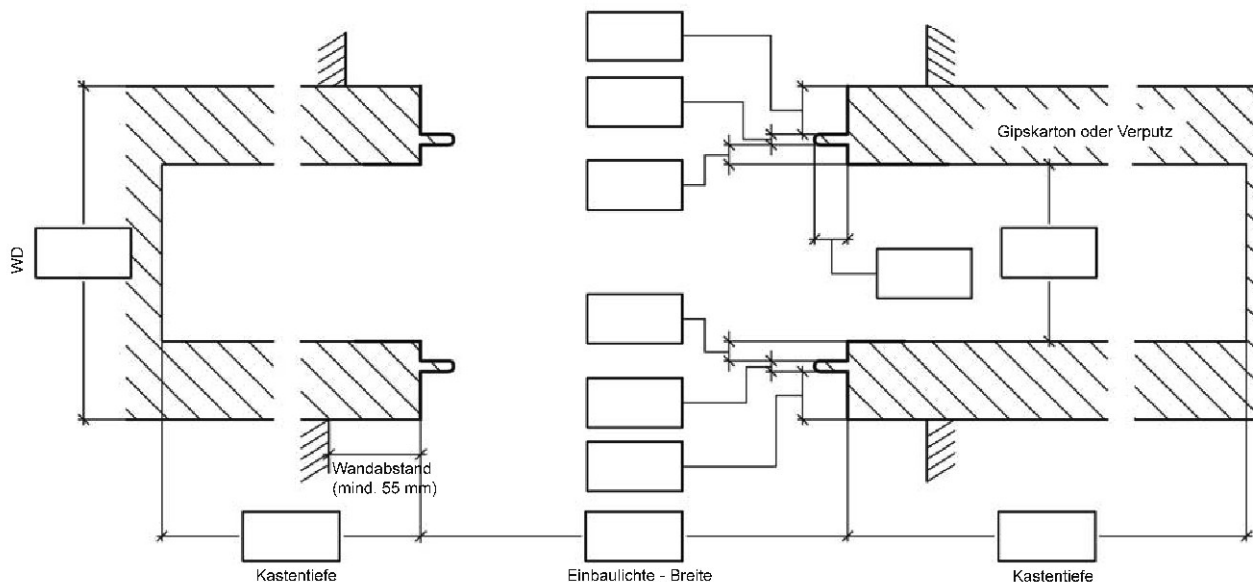 Gipskarton oder Verputz
WD
Wandabstand
(mind. 55 mm)
Kastentiefe
Einbaulichte - Breite
Kastentiefe